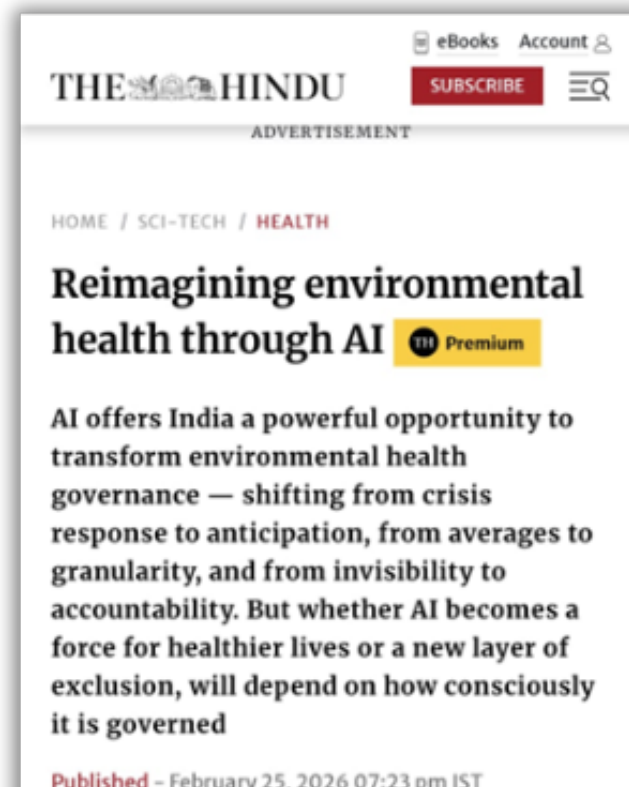 eBooks Account
THE HINDU
SUBSCRIBE
ADVERTISEMENT
HOME / SCI-TECH / HEALTH
Reimagining environmental
health through AI TH Premium
AI offers India a powerful opportunity to
transform environmental health
governance — shifting from crisis
response to anticipation, from averages to
granularity, and from invisibility to
accountability. But whether AI becomes a
force for healthier lives or a new layer of
exclusion, will depend on how consciously
it is governed
Published - February 25, 2026 07:23 pm IST